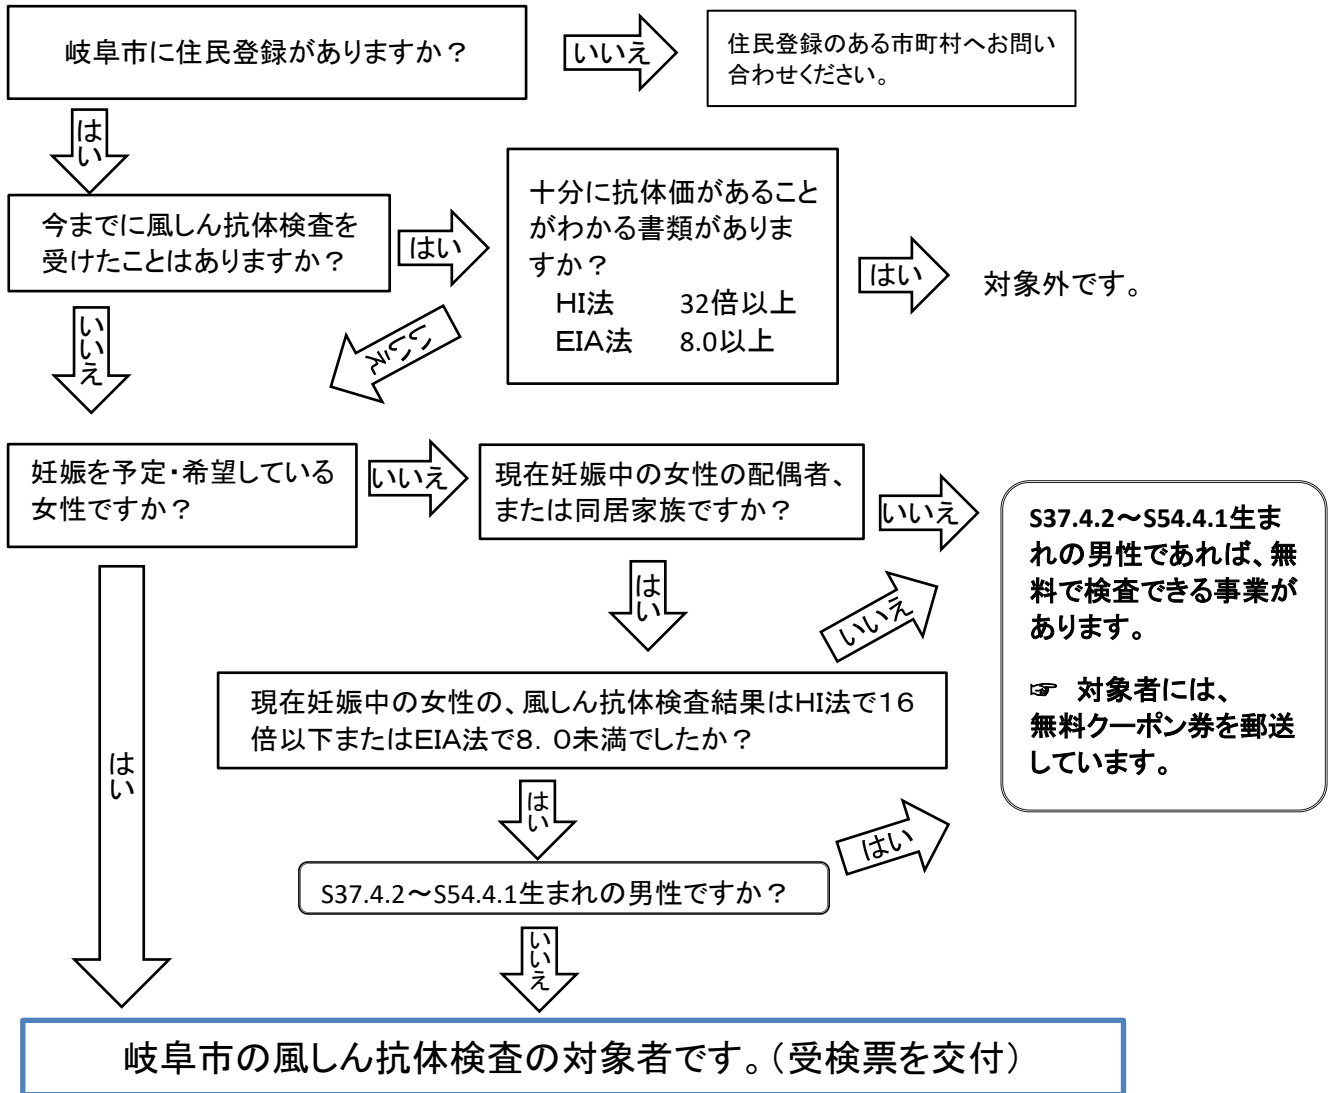 岐阜市に住民登録がありますか？
いいえ
住民登録のある市町村へお問い
合わせください。
はい
今までに風しん抗体検査を
受けたことはありますか？
はい
十分に抗体価があること
がわかる書類がありま
すか？
HI法　　32倍以上
EIA法　　8.0以上
はい
対象外です。
いいえ
いいえ
妊娠を予定・希望している
女性ですか？
いいえ
現在妊娠中の女性の配偶者、
または同居家族ですか？
いいえ
S37.4.2～S54.4.1生ま
れの男性であれば、無
料で検査できる事業が
あります。
☞ 対象者には、
無料クーポン券を郵送
しています。
はい
いいえ
現在妊娠中の女性の、風しん抗体検査結果はHI法で１６
倍以下またはEIA法で８．０未満でしたか？
はい
はい
はい
S37.4.2～S54.4.1生まれの男性ですか？
いいえ
岐阜市の風しん抗体検査の対象者です。（受検票を交付）